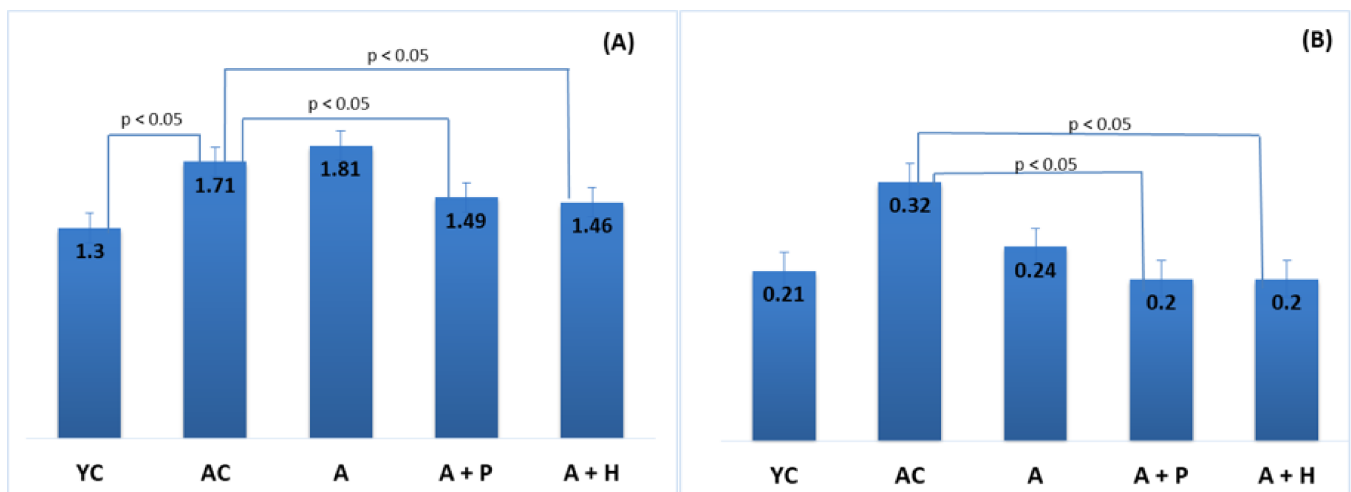 (A)
p < 0.05
p < 0.05
p < 0.05
1.3
1.71
1.81
1.49
1.46
YC AC A A + P A + H
(B)
p < 0.05
p < 0.05
0.21
0.32
0.24
0.2
0.2
YC AC A A + P A + H